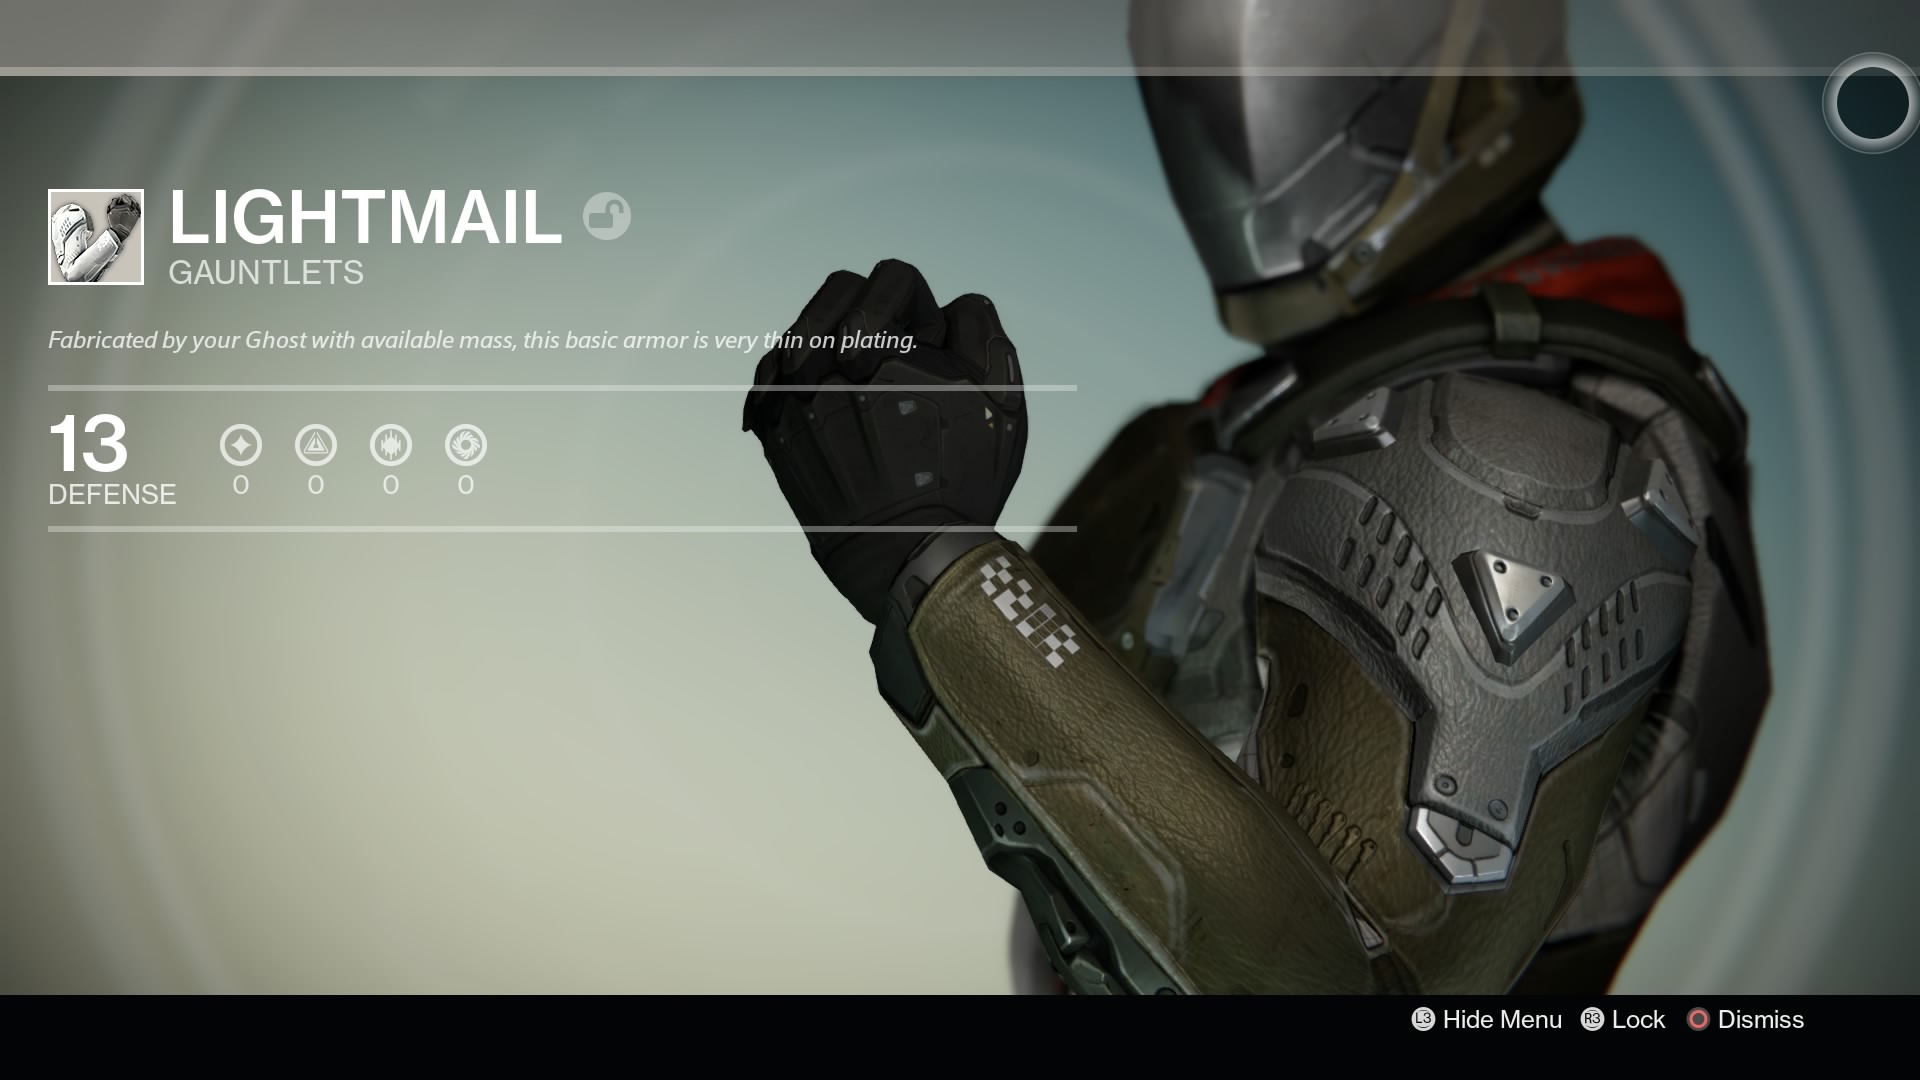 LIGHTMAIL
GAUNTLETS
Fabricated by your Ghost with available mass, this basic armor is very thin on plating.
13
DEFENSE
0 0 0 0
L3 Hide Menu R3 Lock Dismiss